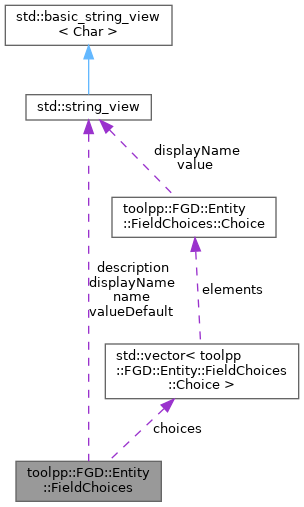 std::basic_string_view
< Char >
std::string_view
displayName
value
toolpp::FGD::Entity
::FieldChoices::Choice
description
displayName
name
valueDefault
elements
std::vector< toolpp
::FGD::Entity::FieldChoices
::Choice >
choices
toolpp::FGD::Entity
::FieldChoices